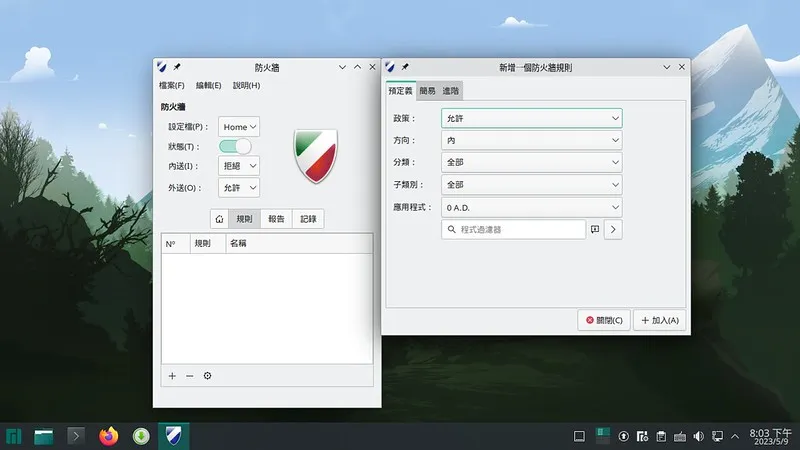 防火牆
檔案(F) 編輯(E) 說明(H)
防火牆
設定檔(P)： Home
狀態(T)：
內送(I)： 拒絕
外送(O)： 允許
規則 報告 記錄
Nº 規則 名稱
新增一個防火牆規則
預定義 簡易 進階
政策： 允許
方向： 內
分類： 全部
子類別： 全部
應用程式： 0 A.D.
程式過濾器
關閉(C) 加入(A)
8:03 下午
2023/5/9